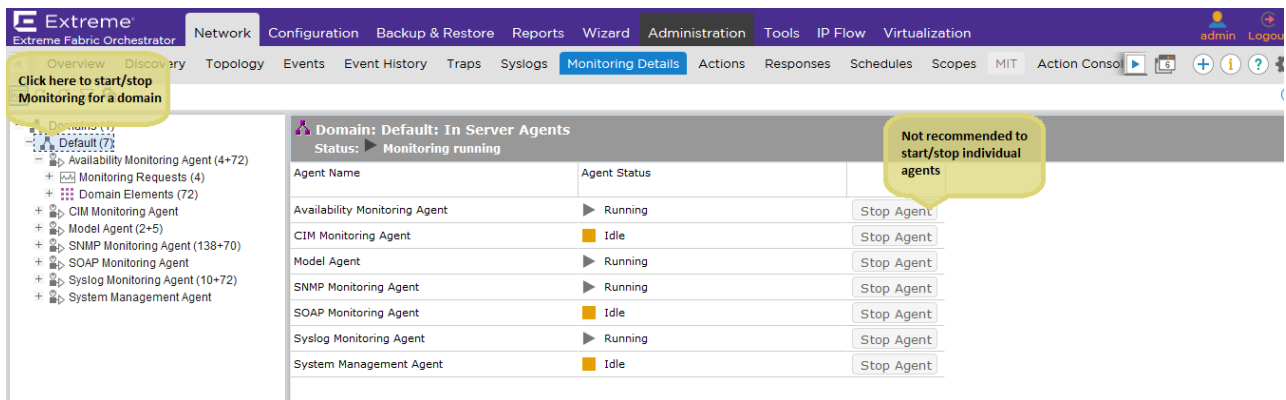 Extreme
Extreme Fabric Orchestrator
Network Configuration Backup & Restore Reports Wizard Administration Tools IP Flow Virtualization
admin Logou
Overview Discovery Topology Events Event History Traps Syslogs Monitoring Details Actions Responses Schedules Scopes MIT Action Consol
6
Click here to start/stop
Monitoring for a domain
Domains (1)
Default (7)
Availability Monitoring Agent (4+72)
Monitoring Requests (4)
Domain Elements (72)
CIM Monitoring Agent
Model Agent (2+5)
SNMP Monitoring Agent (138+70)
SOAP Monitoring Agent
Syslog Monitoring Agent (10+72)
System Management Agent
Domain: Default: In Server Agents
Status: Monitoring running
Not recommended to
start/stop individual
agents
Agent Name Agent Status
Availability Monitoring Agent Running Stop Agent
CIM Monitoring Agent Idle Stop Agent
Model Agent Running Stop Agent
SNMP Monitoring Agent Running Stop Agent
SOAP Monitoring Agent Idle Stop Agent
Syslog Monitoring Agent Running Stop Agent
System Management Agent Idle Stop Agent